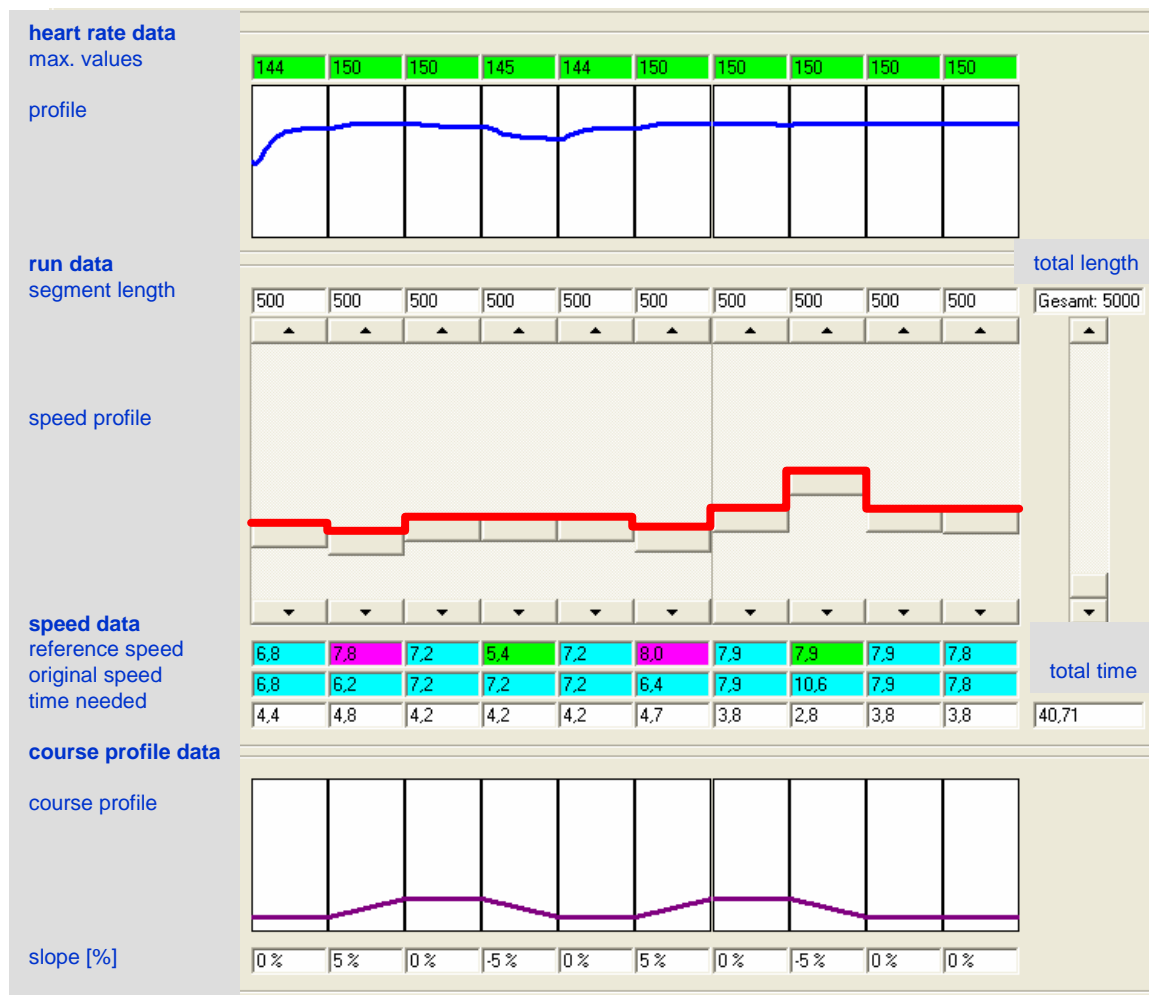 heart rate data
max. values
144 150 150 145 144 150 150 150 150 150
profile
run data
total length
segment length
500 500 500 500 500 500 500 500 500 500 Gesamt: 5000
speed profile
speed data
reference speed
6,8 7,8 7,2 5,4 7,2 8,0 7,9 7,9 7,9 7,8
original speed
6,8 6,2 7,2 7,2 7,2 6,4 7,9 10,6 7,9 7,8
total time
time needed
4,4 4,8 4,2 4,2 4,2 4,7 3,8 2,8 3,8 3,8 40,71
course profile data
course profile
slope [%]
0 % 5 % 0 % -5 % 0 % 5 % 0 % -5 % 0 % 0 %